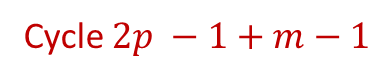 Cycle 2p − 1 + m − 1